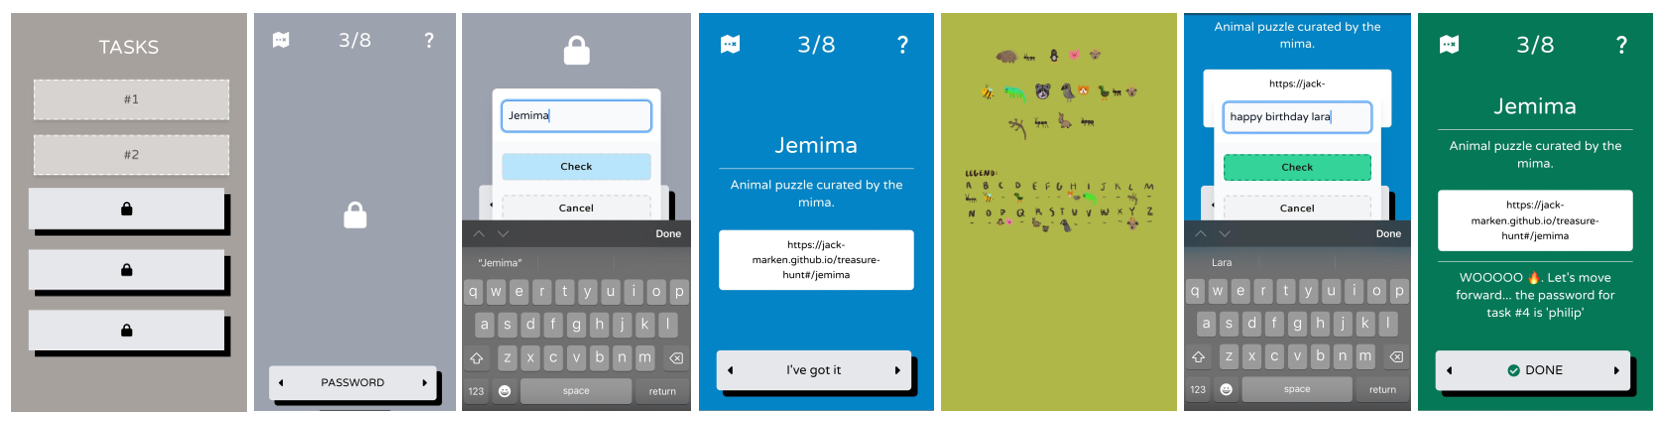 TASKS
#1
#2
3/8
?
PASSWORD
Jemima
Check
Cancel
Done
"Jemima"
q w e r t y u i o p
a s d f g h j k l
z x c v b n m
123
space
return
3/8
?
Jemima
Animal puzzle curated by the
mima.
https://jack-
marken.github.io/treasure-
hunt#/jemima
I've got it
LEGEND:
A B C D E F G H I J K L M
N O P Q R S T U V W X Y Z
Animal puzzle curated by the
mima.
https://jack-
happy birthday lara
Check
Cancel
Done
Lara
q w e r t y u i o p
a s d f g h j k l
z x c v b n m
123
space
return
3/8
?
Jemima
Animal puzzle curated by the
mima.
https://jack-
marken.github.io/treasure-
hunt#/jemima
WOOOOO 🔥. Let's move
forward... the password for
task #4 is 'philip'
DONE